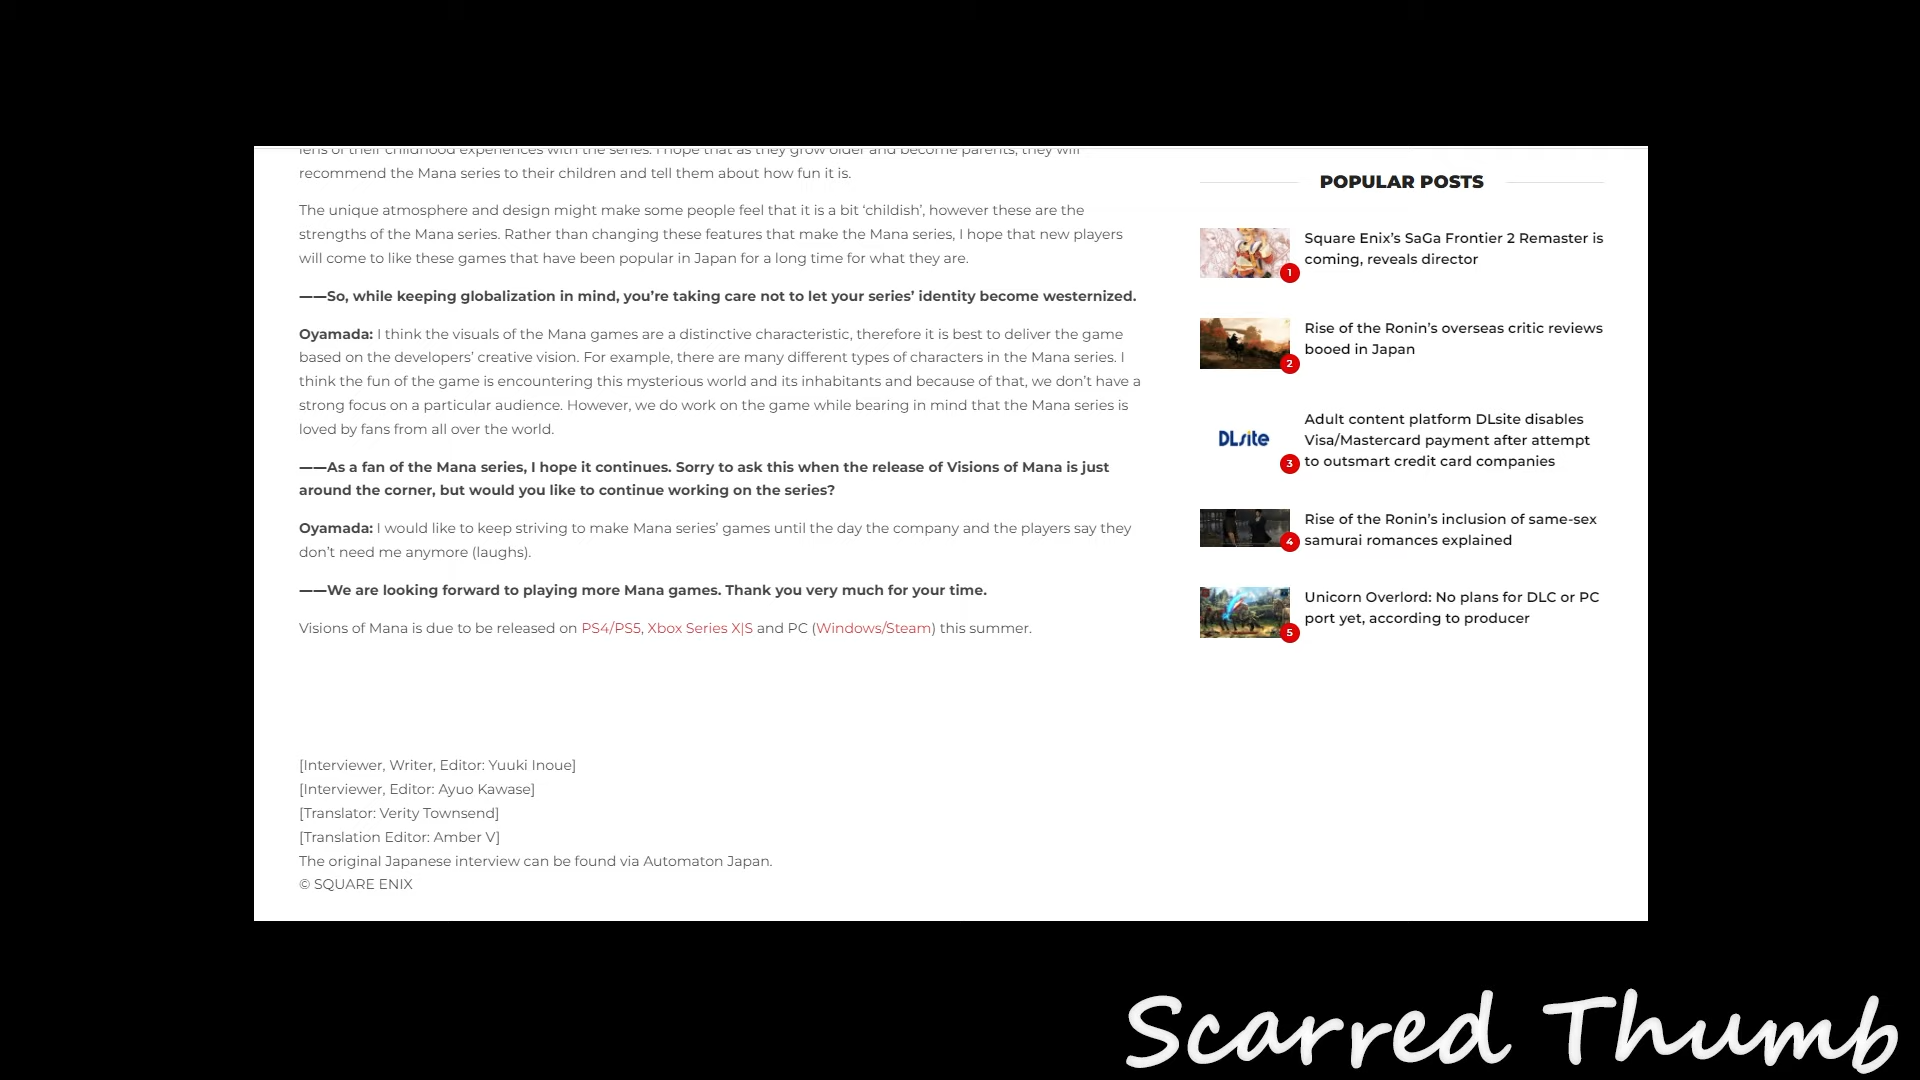 lens of their childhood experiences with the series. I hope that as they grow older and become parents, they will
recommend the Mana series to their children and tell them about how fun it is.
The unique atmosphere and design might make some people feel that it is a bit ‘childish’, however these are the
strengths of the Mana series. Rather than changing these features that make the Mana series, I hope that new players
will come to like these games that have been popular in Japan for a long time for what they are.
——So, while keeping globalization in mind, you’re taking care not to let your series’ identity become westernized.
Oyamada: I think the visuals of the Mana games are a distinctive characteristic, therefore it is best to deliver the game
based on the developers’ creative vision. For example, there are many different types of characters in the Mana series. I
think the fun of the game is encountering this mysterious world and its inhabitants and because of that, we don’t have a
strong focus on a particular audience. However, we do work on the game while bearing in mind that the Mana series is
loved by fans from all over the world.
——As a fan of the Mana series, I hope it continues. Sorry to ask this when the release of Visions of Mana is just
around the corner, but would you like to continue working on the series?
Oyamada: I would like to keep striving to make Mana series’ games until the day the company and the players say they
don’t need me anymore (laughs).
——We are looking forward to playing more Mana games. Thank you very much for your time.
Visions of Mana is due to be released on PS4/PS5, Xbox Series X|S and PC (Windows/Steam) this summer.
[Interviewer, Writer, Editor: Yuuki Inoue]
[Interviewer, Editor: Ayuo Kawase]
[Translator: Verity Townsend]
[Translation Editor: Amber V]
The original Japanese interview can be found via Automaton Japan.
© SQUARE ENIX
POPULAR POSTS
Square Enix’s SaGa Frontier 2 Remaster is
coming, reveals director
1
Rise of the Ronin’s overseas critic reviews
booed in Japan
2
DLsite
Adult content platform DLsite disables
Visa/Mastercard payment after attempt
to outsmart credit card companies
3
Rise of the Ronin’s inclusion of same-sex
samurai romances explained
4
Unicorn Overlord: No plans for DLC or PC
port yet, according to producer
5
Scarred Thumb